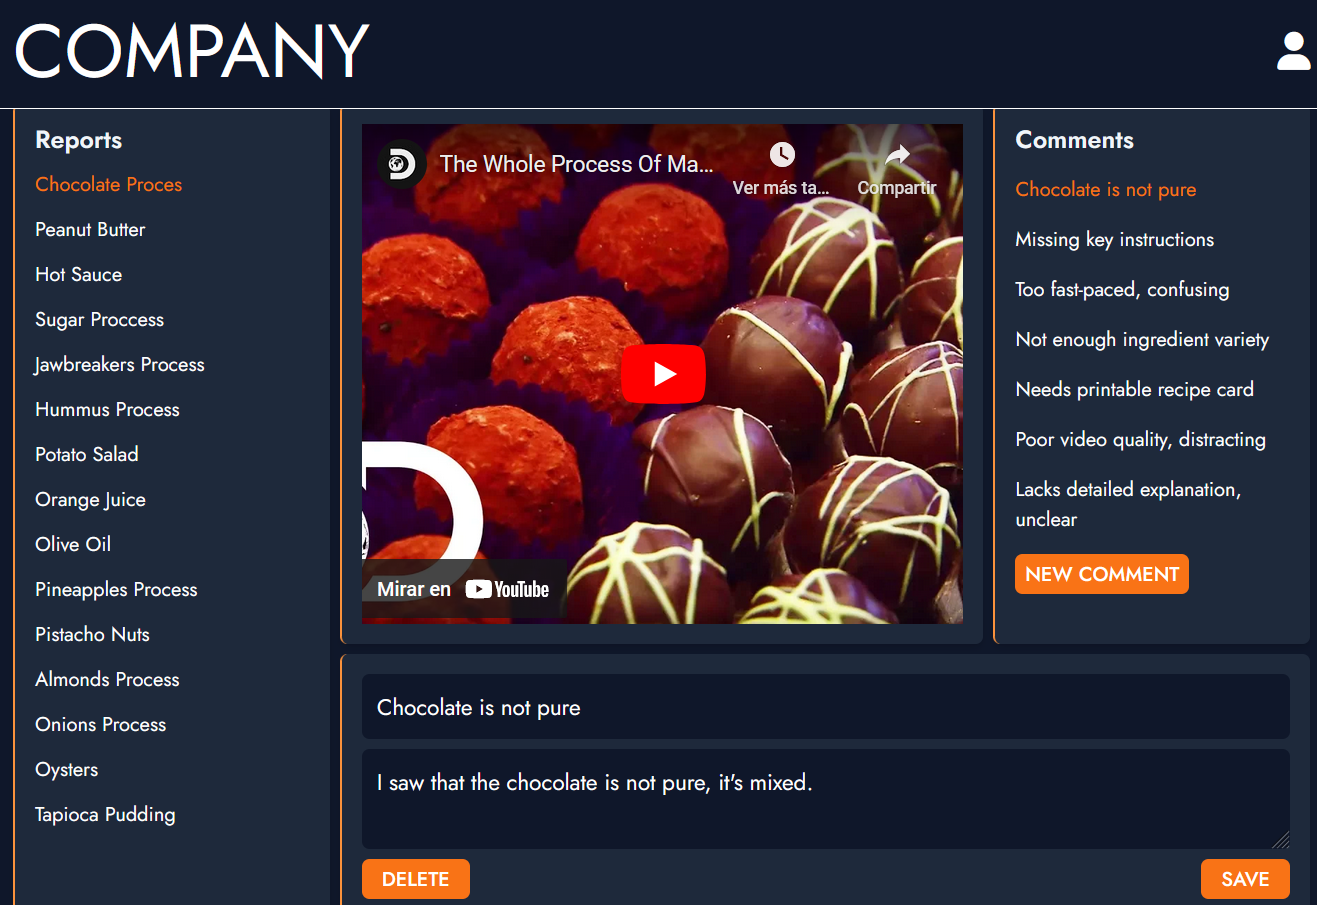 COMPANY
Reports
Chocolate Proces
Peanut Butter
Hot Sauce
Sugar Proccess
Jawbreakers Process
Hummus Process
Potato Salad
Orange Juice
Olive Oil
Pineapples Process
Pistacho Nuts
Almonds Process
Onions Process
Oysters
Tapioca Pudding
The Whole Process Of Ma...
Ver más ta...
Compartir
Mirar en YouTube
Comments
Chocolate is not pure
Missing key instructions
Too fast-paced, confusing
Not enough ingredient variety
Needs printable recipe card
Poor video quality, distracting
Lacks detailed explanation,
unclear
NEW COMMENT
Chocolate is not pure
I saw that the chocolate is not pure, it's mixed.
DELETE
SAVE